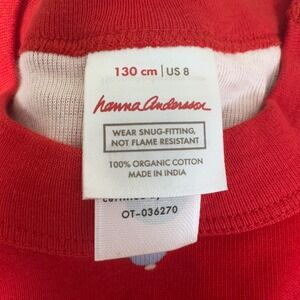 130 cm | US 8
hanna andersson
WEAR SNUG-FITTING,
NOT FLAME RESISTANT
100% ORGANIC COTTON
MADE IN INDIA
OT-036270